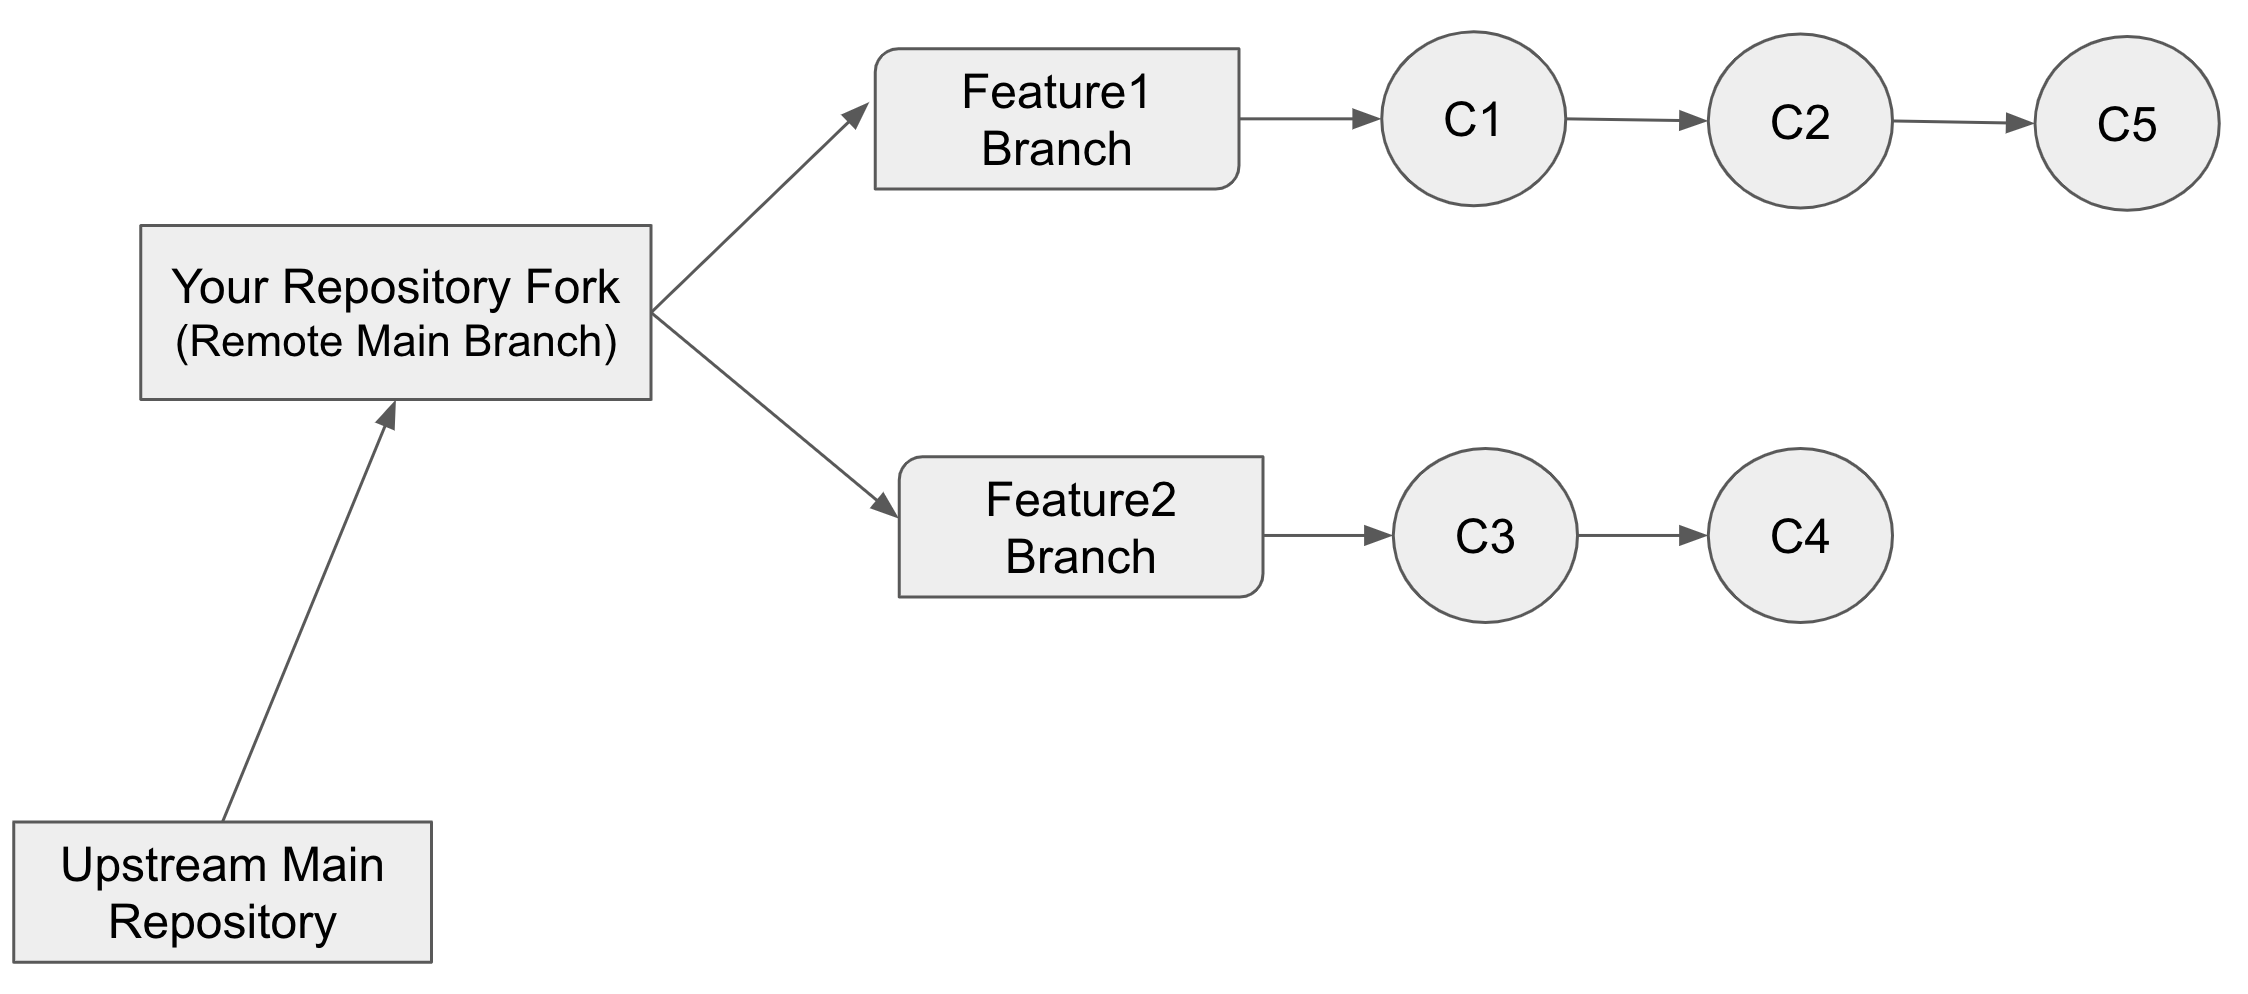 Feature1
Branch
C1
C2
C5
Your Repository Fork
(Remote Main Branch)
Feature2
Branch
C3
C4
Upstream Main
Repository